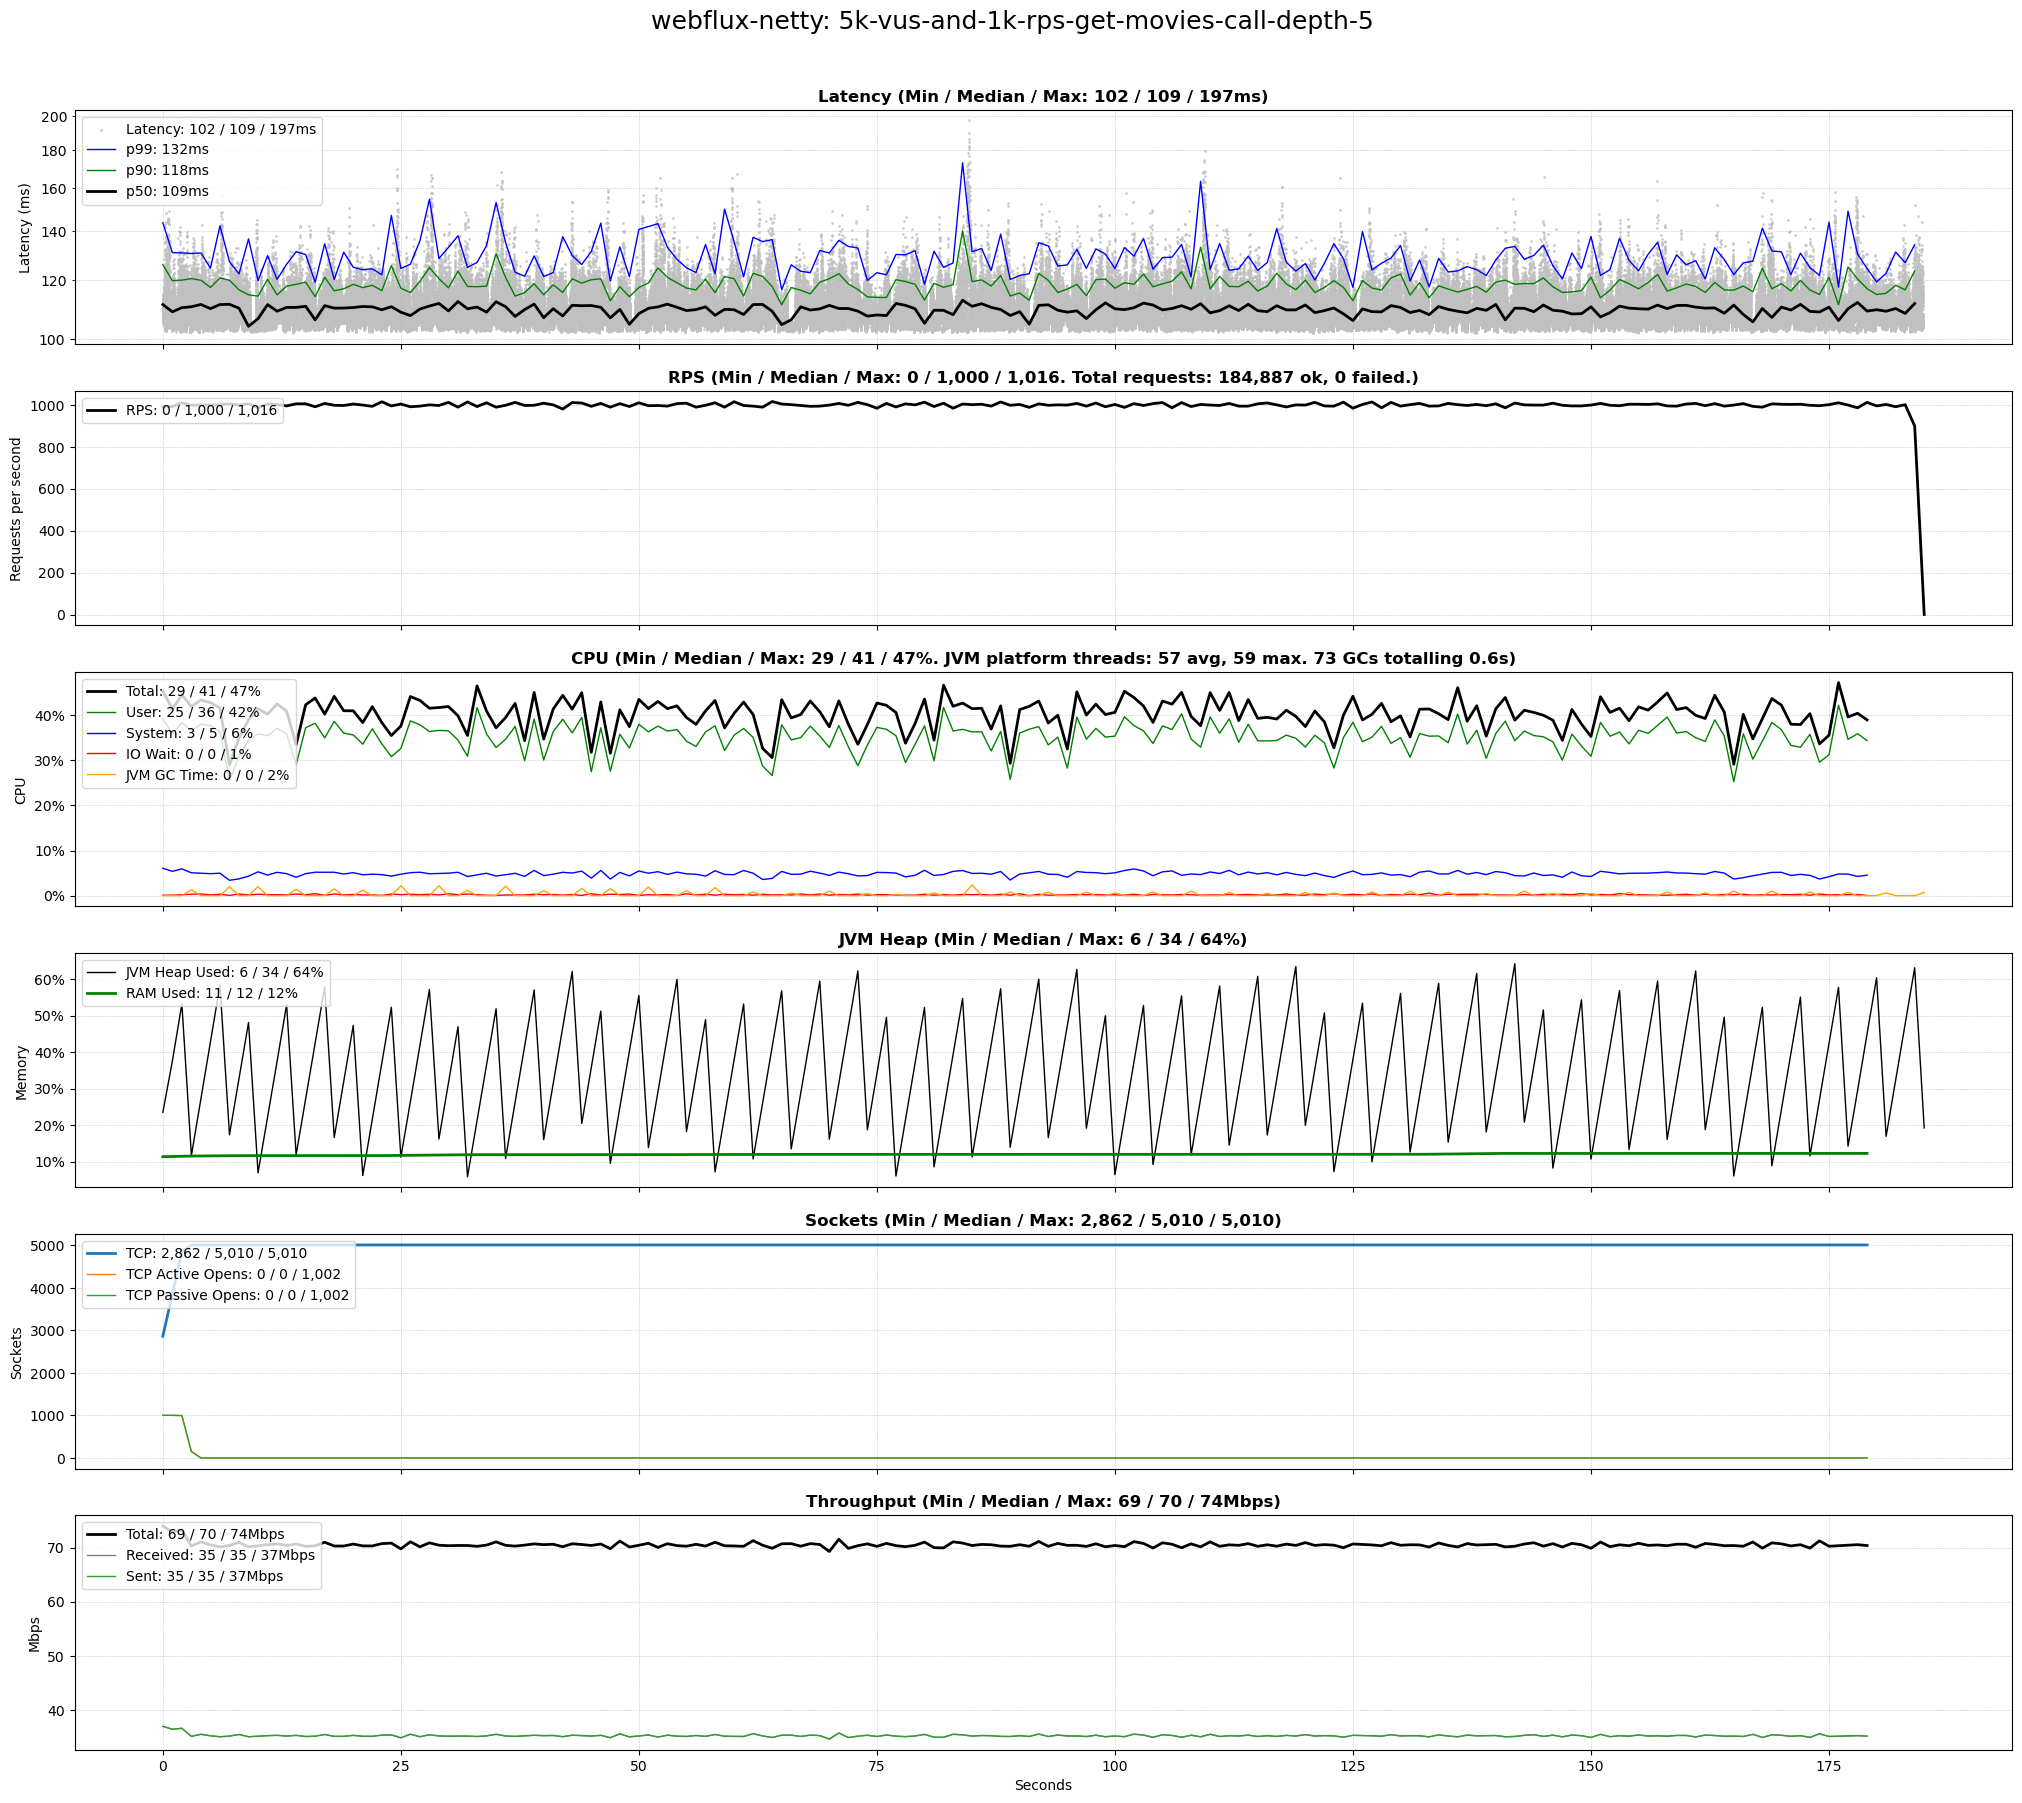 webflux-netty: 5k-vus-and-1k-rps-get-movies-call-depth-5
Latency (Min / Median / Max: 102 / 109 / 197ms)
Latency: 102 / 109 / 197ms
p99: 132ms
p90: 118ms
p50: 109ms
Latency (ms)
200
180
160
140
120
100
RPS (Min / Median / Max: 0 / 1,000 / 1,016. Total requests: 184,887 ok, 0 failed.)
RPS: 0 / 1,000 / 1,016
Requests per second
1000
800
600
400
200
0
CPU (Min / Median / Max: 29 / 41 / 47%. JVM platform threads: 57 avg, 59 max. 73 GCs totalling 0.6s)
Total: 29 / 41 / 47%
User: 25 / 36 / 42%
System: 3 / 5 / 6%
IO Wait: 0 / 0 / 1%
JVM GC Time: 0 / 0 / 2%
CPU
40%
30%
20%
10%
0%
JVM Heap (Min / Median / Max: 6 / 34 / 64%)
JVM Heap Used: 6 / 34 / 64%
RAM Used: 11 / 12 / 12%
Memory
60%
50%
40%
30%
20%
10%
Sockets (Min / Median / Max: 2,862 / 5,010 / 5,010)
TCP: 2,862 / 5,010 / 5,010
TCP Active Opens: 0 / 0 / 1,002
TCP Passive Opens: 0 / 0 / 1,002
Sockets
5000
4000
3000
2000
1000
0
Throughput (Min / Median / Max: 69 / 70 / 74Mbps)
Total: 69 / 70 / 74Mbps
Received: 35 / 35 / 37Mbps
Sent: 35 / 35 / 37Mbps
Mbps
70
60
50
40
0 25 50 75 100 125 150 175
Seconds